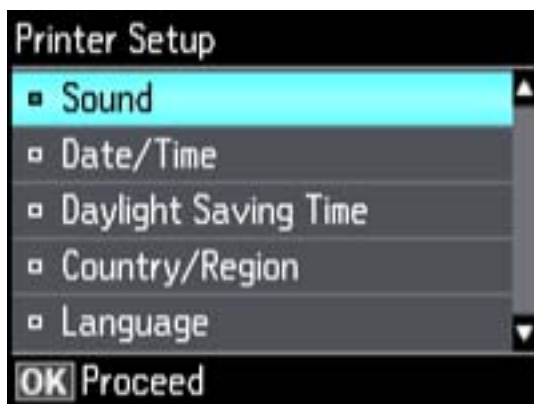 Printer Setup
Sound
Date/Time
Daylight Saving Time
Country/Region
Language
OK Proceed